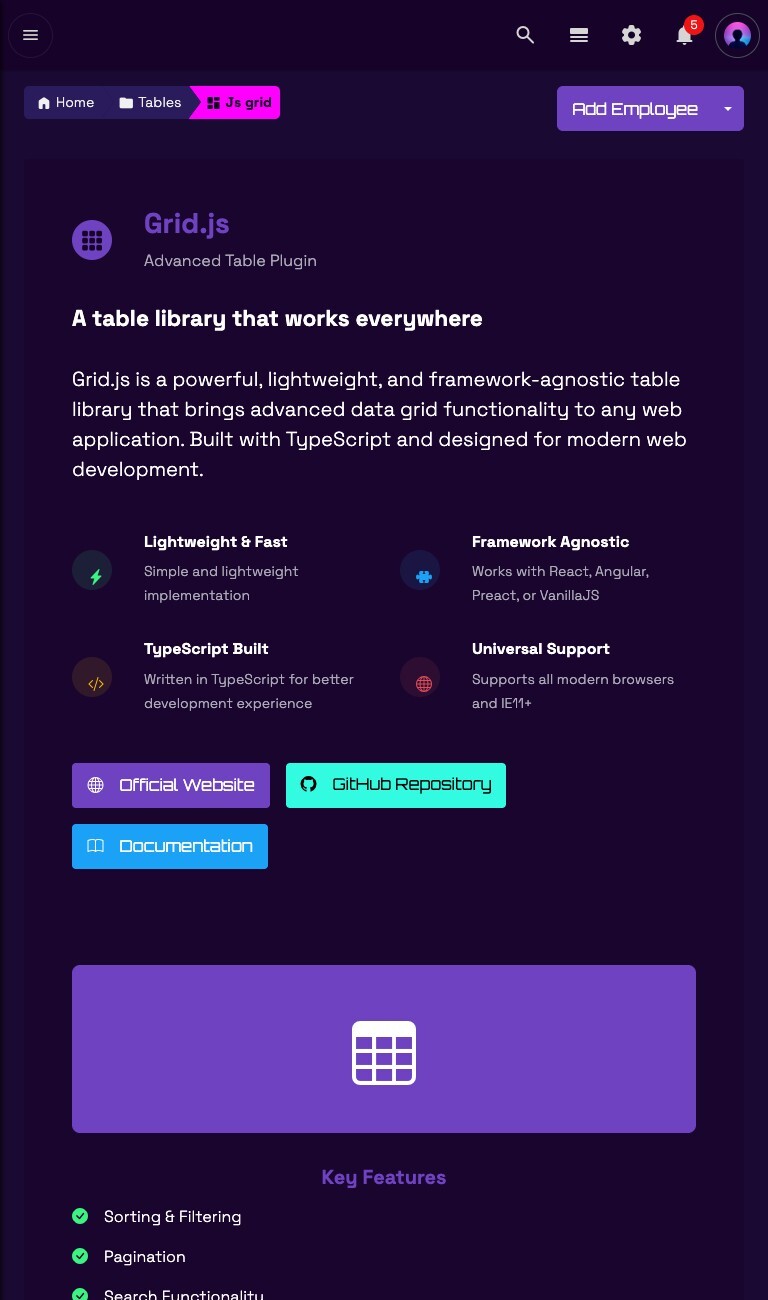 5
Home Tables Js grid
Add Employee
Grid.js
Advanced Table Plugin
A table library that works everywhere
Grid.js is a powerful, lightweight, and framework-agnostic table
library that brings advanced data grid functionality to any web
application. Built with TypeScript and designed for modern web
development.
Lightweight & Fast
Simple and lightweight
implementation
Framework Agnostic
Works with React, Angular,
Preact, or VanillaJS
TypeScript Built
Written in TypeScript for better
development experience
Universal Support
Supports all modern browsers
and IE11+
Official Website
GitHub Repository
Documentation
Key Features
Sorting & Filtering
Pagination
Search Functionality